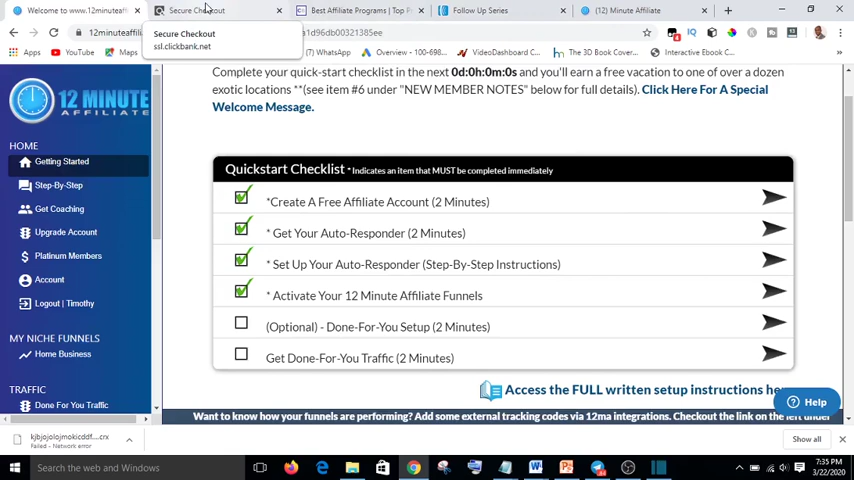 Welcome to www.12minuteaff
Secure Checkout
Best Affiliate Programs | Top P
Follow Up Series
(12) Minute Affiliate
12minuteaffi
a1d96db00321385ee
Secure Checkout
ssl.clickbank.net
Apps
YouTube
Maps
(7) WhatsApp
Overview - 100-698...
VideoDashboard C...
The 3D Book Cover...
Interactive Ebook C...
12 MINUTE
AFFILIATE
HOME
Getting Started
Step-By-Step
Get Coaching
Upgrade Account
Platinum Members
Account
Logout | Timothy
MY NICHE FUNNELS
Home Business
TRAFFIC
Done For You Traffic
Complete your quick-start checklist in the next 0d:0h:0m:0s and you'll earn a free vacation to one of over a dozen
exotic locations **(see item #6 under "NEW MEMBER NOTES" below for full details). Click Here For A Special
Welcome Message.
Quickstart Checklist * Indicates an item that MUST be completed immediately
*Create A Free Affiliate Account (2 Minutes)
* Get Your Auto-Responder (2 Minutes)
* Set Up Your Auto-Responder (Step-By-Step Instructions)
* Activate Your 12 Minute Affiliate Funnels
(Optional) - Done-For-You Setup (2 Minutes)
Get Done-For-You Traffic (2 Minutes)
Access the FULL written setup instructions her
Want to know how your funnels are performing? Add some external tracking codes via 12ma integrations. Checkout the link on the left under
Help
kjbjojolojmokicddf....crx
Failed - Network error
Show all
Search the web and Windows
7:35 PM
3/22/2020